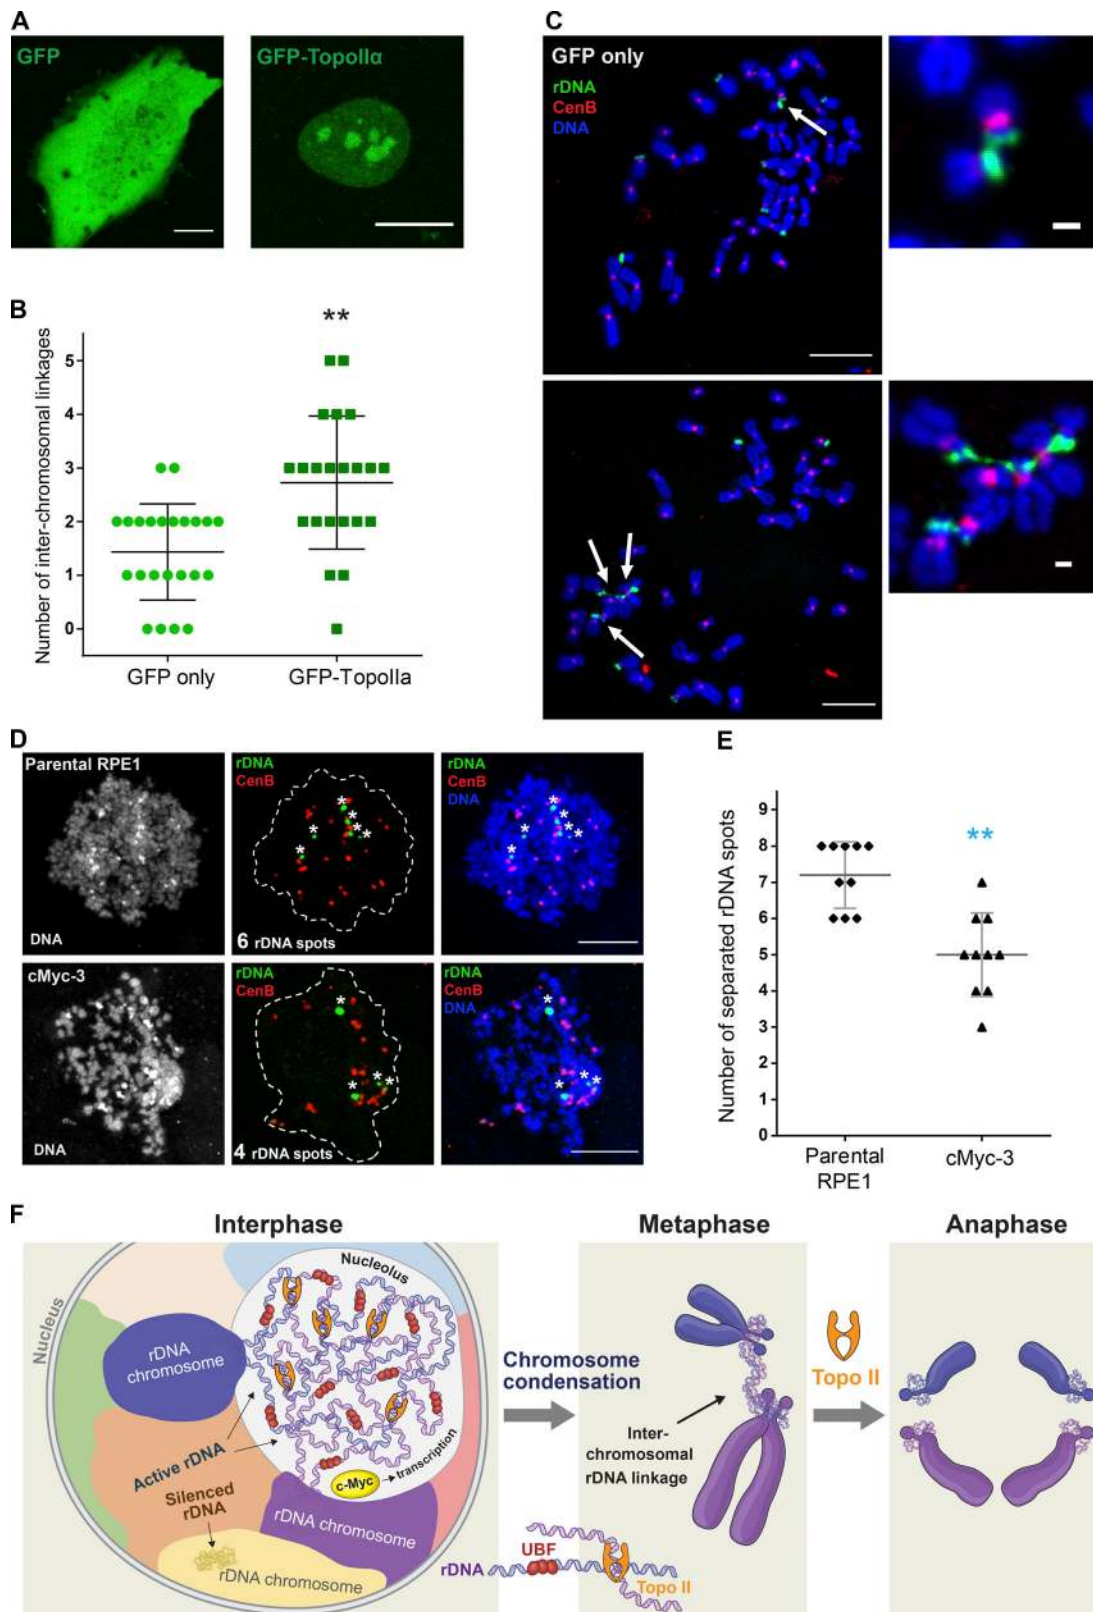 A
GFP
GFP-TopoIIα
B
**
Number of inter-chromosomal linkages
5
4
3
2
1
0
GFP only
GFP-TopoIIa
C
GFP only
rDNA
CenB
DNA
D
Parental RPE1
DNA
rDNA
CenB
*
*
*
*
*
*
6 rDNA spots
rDNA
CenB
DNA
*
*
*
*
*
*
cMyc-3
DNA
rDNA
CenB
*
*
*
*
4 rDNA spots
rDNA
CenB
DNA
*
*
*
*
E
**
Number of separated rDNA spots
9
8
7
6
5
4
3
2
1
0
Parental
RPE1
cMyc-3
F
Interphase
Metaphase
Anaphase
Nucleus
Nucleolus
rDNA
chromosome
Active rDNA
Silenced
rDNA
c-Myc
transcription
rDNA chromosome
rDNA chromosome
Chromosome
condensation
Inter-
chromosomal
rDNA linkage
Topo II
UBF
rDNA
Topo II